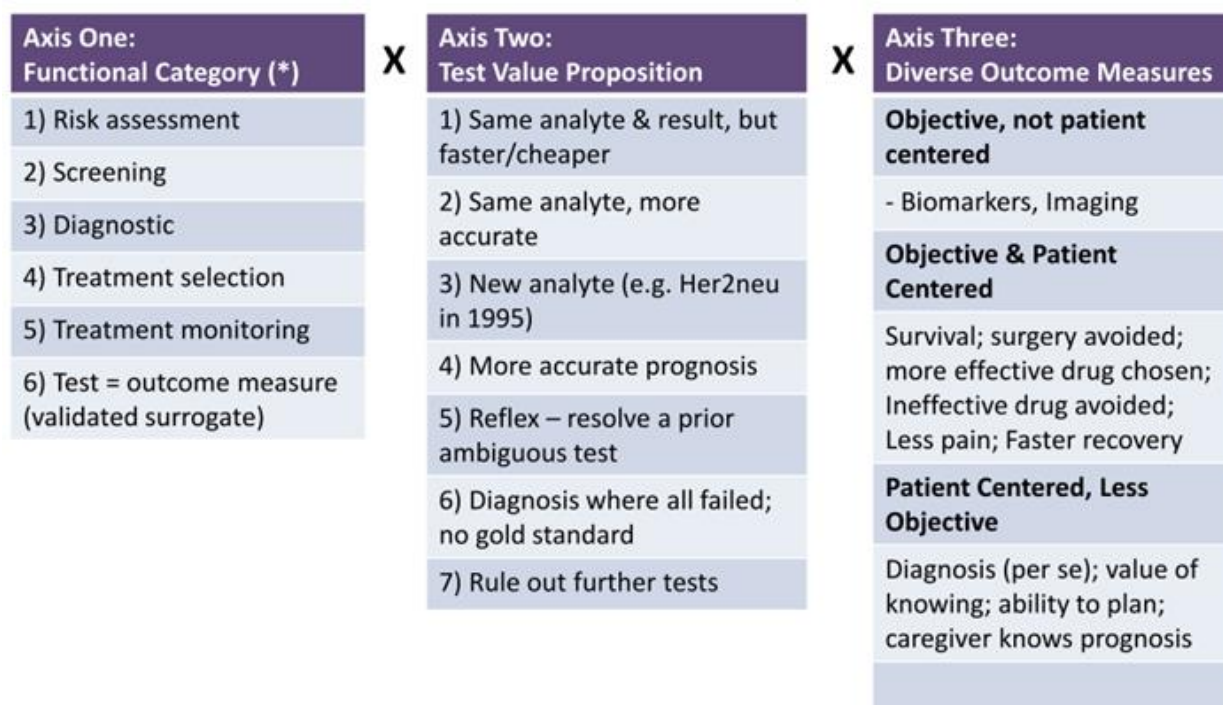 Axis One:
Functional Category (*)
1) Risk assessment
2) Screening
3) Diagnostic
4) Treatment selection
5) Treatment monitoring
6) Test = outcome measure
(validated surrogate)
X
Axis Two:
Test Value Proposition
1) Same analyte & result, but
faster/cheaper
2) Same analyte, more
accurate
3) New analyte (e.g. Her2neu
in 1995)
4) More accurate prognosis
5) Reflex – resolve a prior
ambiguous test
6) Diagnosis where all failed;
no gold standard
7) Rule out further tests
X
Axis Three:
Diverse Outcome Measures
Objective, not patient
centered
- Biomarkers, Imaging
Objective & Patient
Centered
Survival; surgery avoided;
more effective drug chosen;
Ineffective drug avoided;
Less pain; Faster recovery
Patient Centered, Less
Objective
Diagnosis (per se); value of
knowing; ability to plan;
caregiver knows prognosis